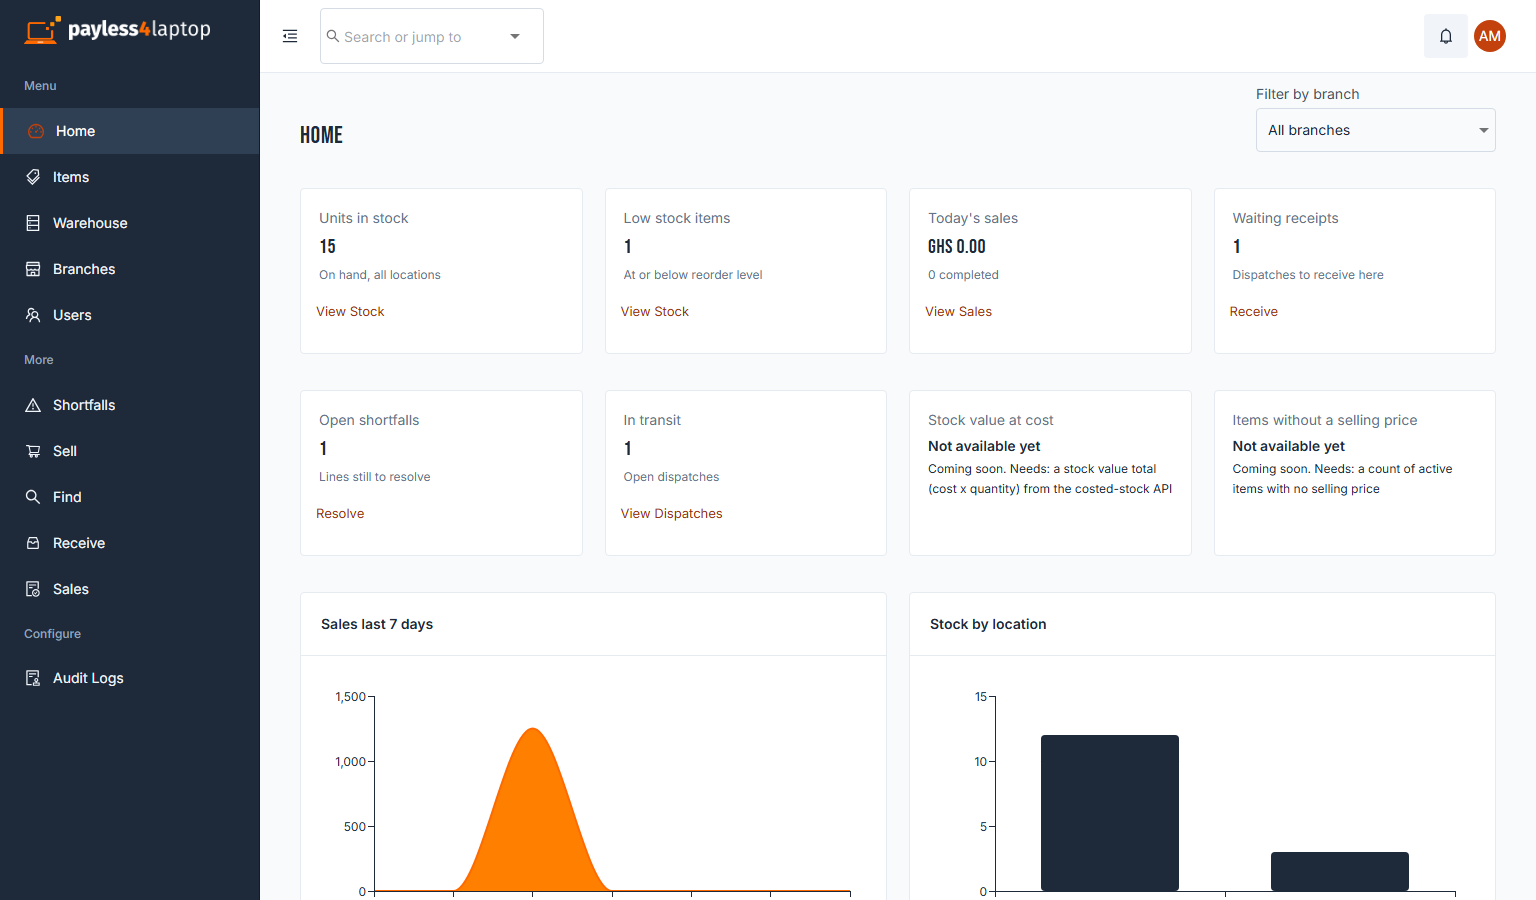 payless4laptop
Search or jump to
AM
Menu
Home
Items
Warehouse
Branches
Users
More
Shortfalls
Sell
Find
Receive
Sales
Configure
Audit Logs
Filter by branch
All branches
HOME
Units in stock
15
On hand, all locations
View Stock
Low stock items
1
At or below reorder level
View Stock
Today's sales
GHS 0.00
0 completed
View Sales
Waiting receipts
1
Dispatches to receive here
Receive
Open shortfalls
1
Lines still to resolve
Resolve
In transit
1
Open dispatches
View Dispatches
Stock value at cost
Not available yet
Coming soon. Needs: a stock value total
(cost x quantity) from the costed-stock API
Items without a selling price
Not available yet
Coming soon. Needs: a count of active
items with no selling price
Sales last 7 days
1,500
1,000
500
0
Stock by location
15
10
5
0